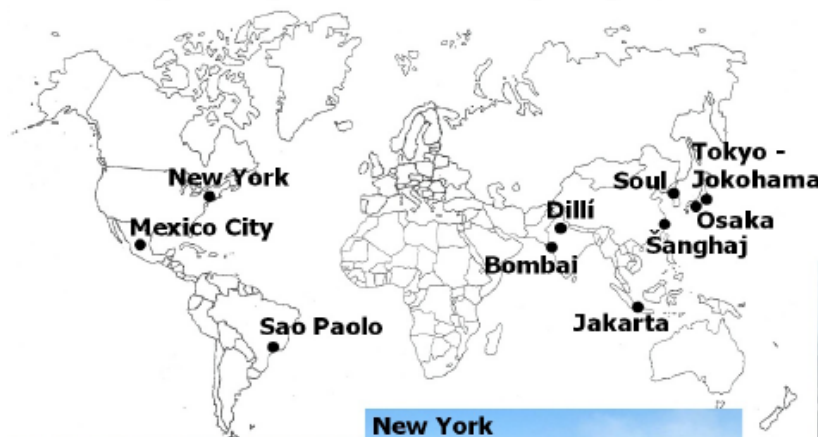 New York
Mexico City
Sao Paolo
Tokyo -
Jokohama
Soul
Osaka
Dillí
Šanghaj
Bombai
Jakarta
New York